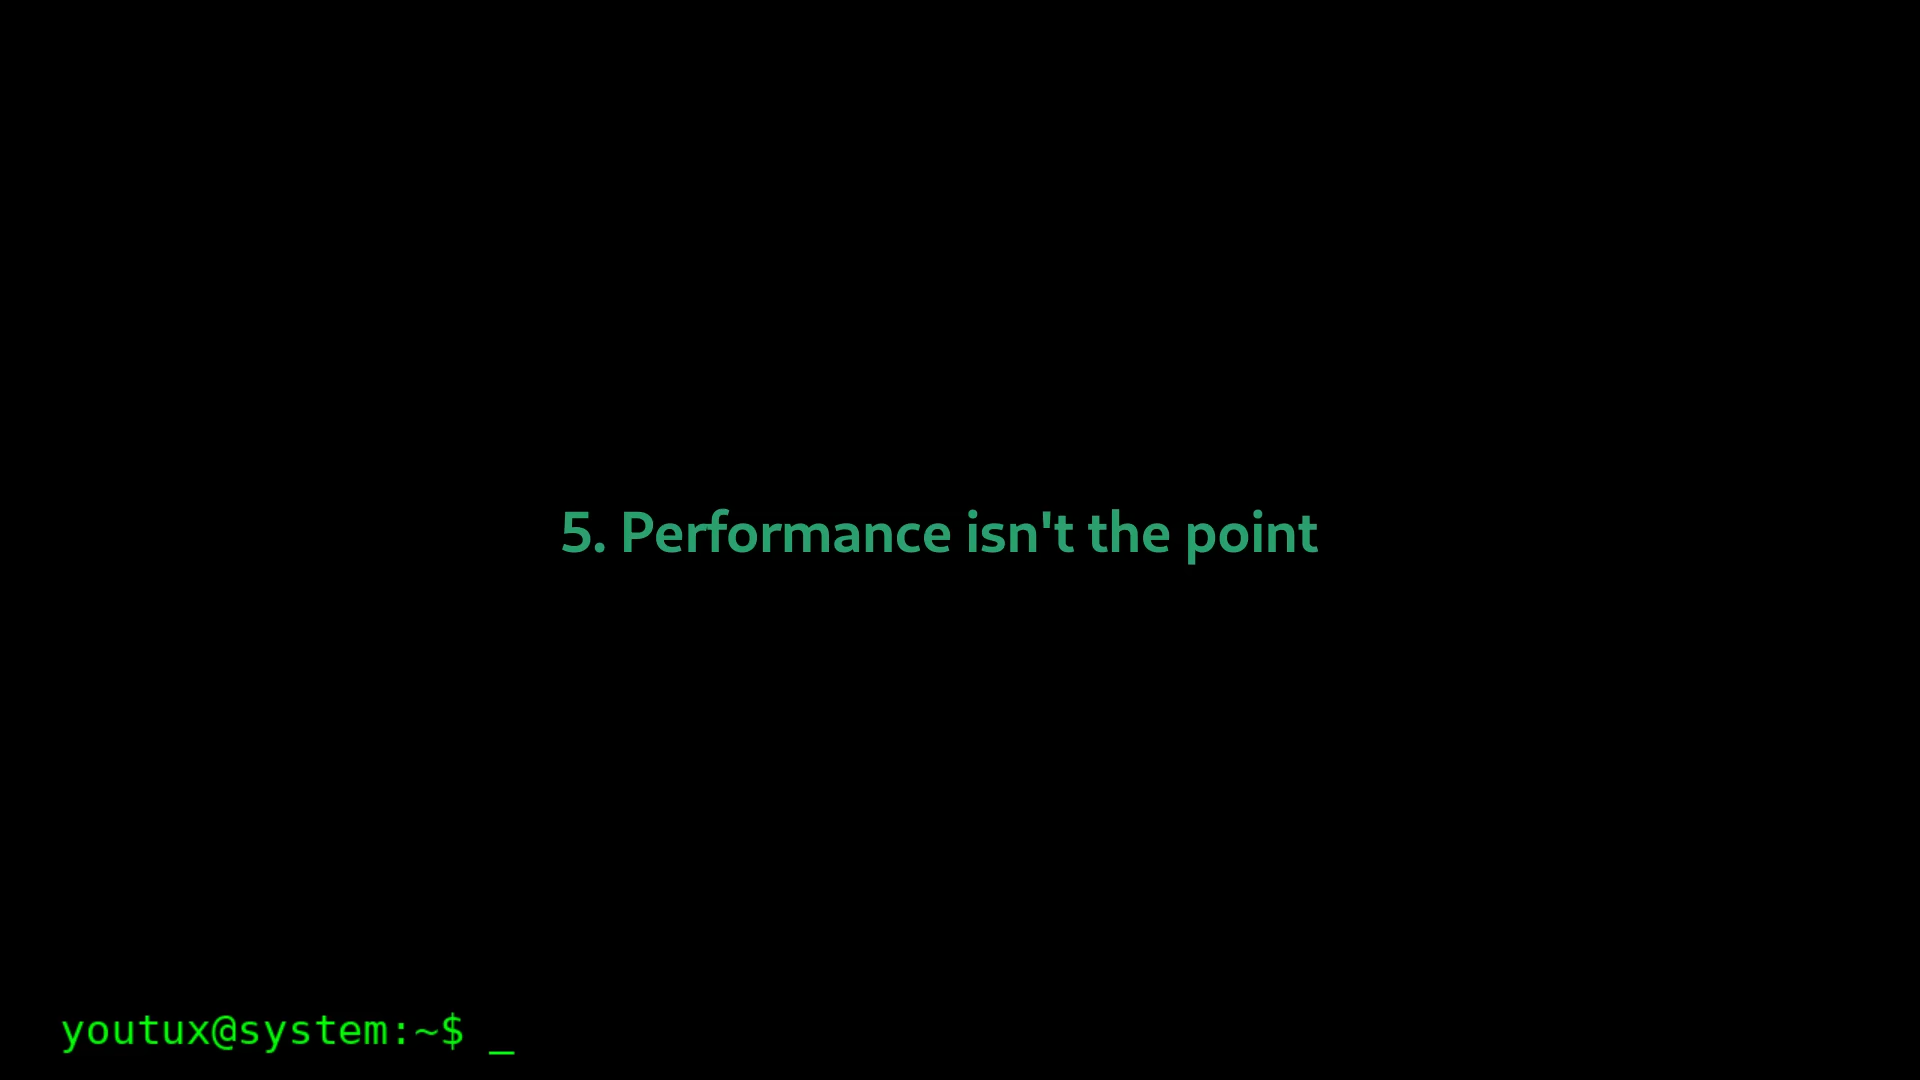 5. Performance isn't the point
youtux@system:~$ _